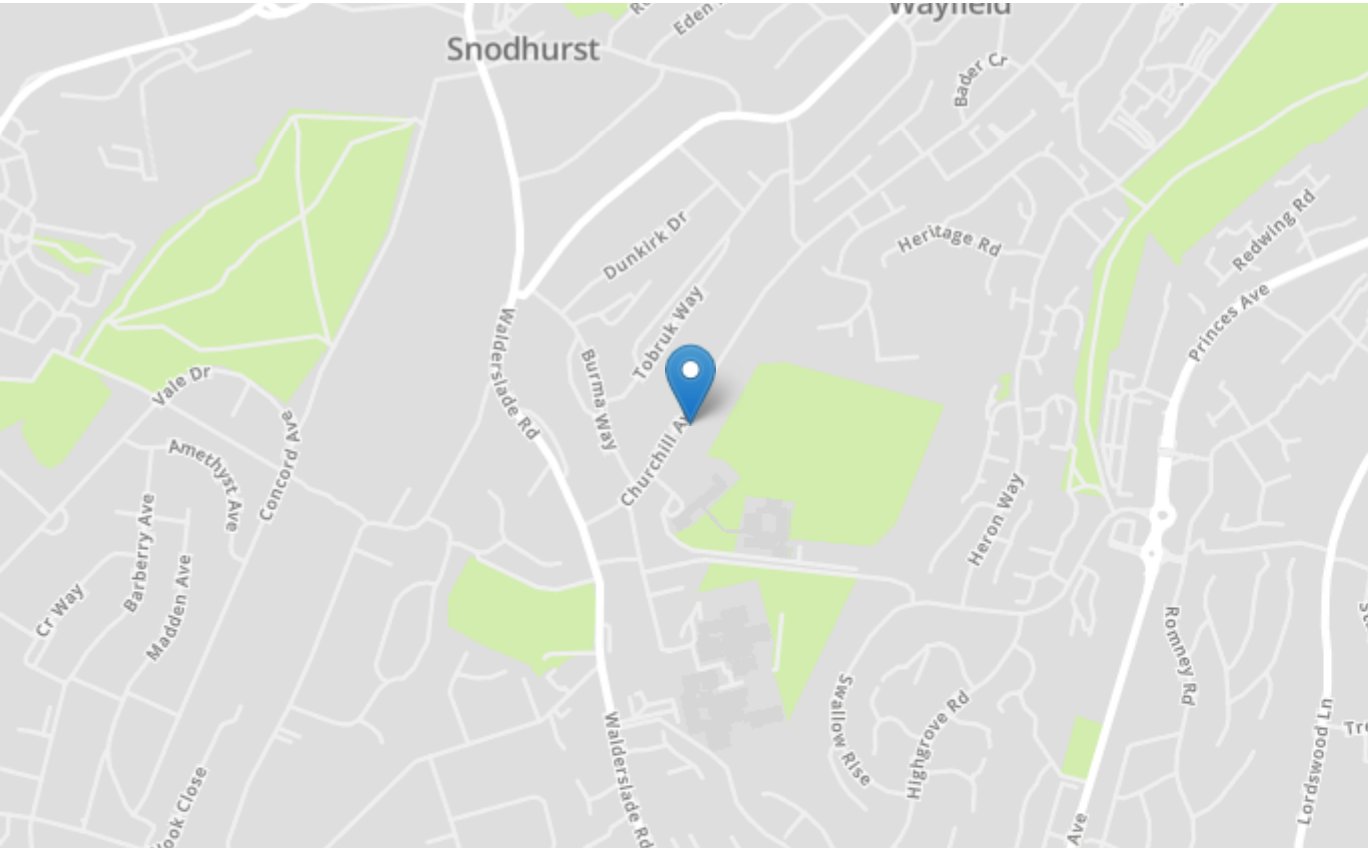 Wayfield
Snodhurst
Eden
Bader Cr
Redwing Rd
Dunkirk Dr
Heritage Rd
Princes Ave
Tobruk Way
Walderslade Rd
Burma Way
Vale Dr
Churchill A
Concord Ave
Amethyst Ave
Heron Way
Barberry Ave
Madden Ave
Cr Way
Romney Rd
Swallow Rise
Highgrove Rd
Lordswood Ln
Walderslade Rd
ook Close
Ave
Tr